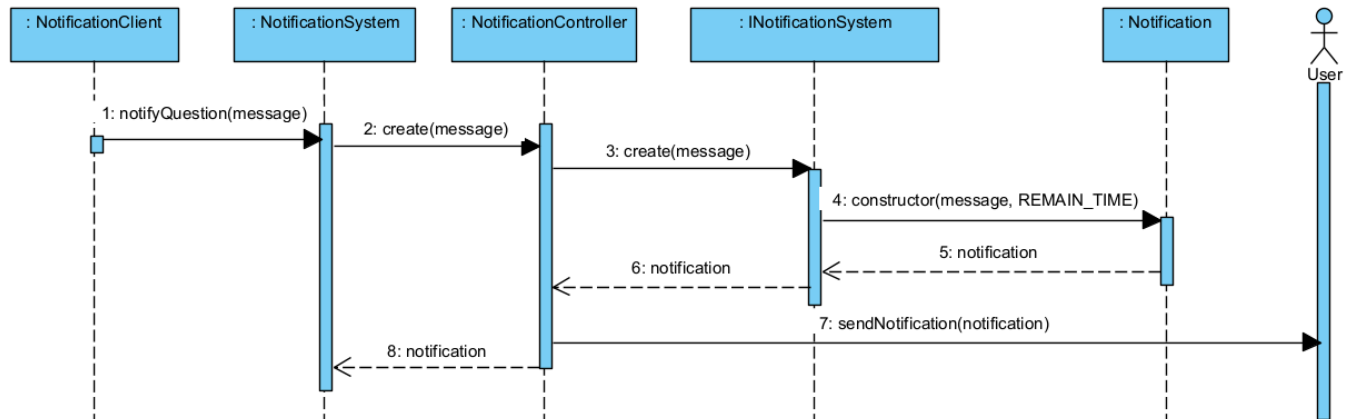 : NotificationClient
: NotificationSystem
: NotificationController
: INotificationSystem
: Notification
User
1: notifyQuestion(message)
2: create(message)
3: create(message)
4: constructor(message, REMAIN_TIME)
5: notification
6: notification
7: sendNotification(notification)
8: notification